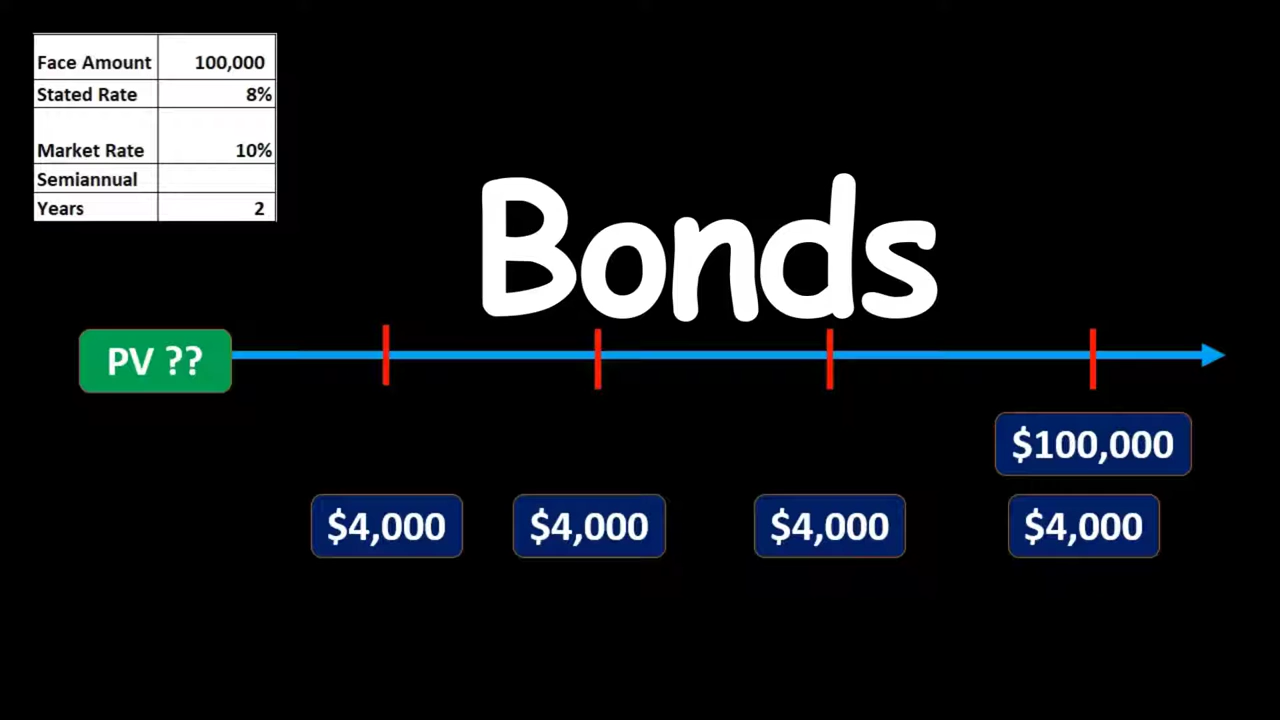 Face Amount 100,000
Stated Rate 8%
Market Rate 10%
Semiannual
Years 2
Bonds
PV ??
$100,000
$4,000 $4,000 $4,000 $4,000